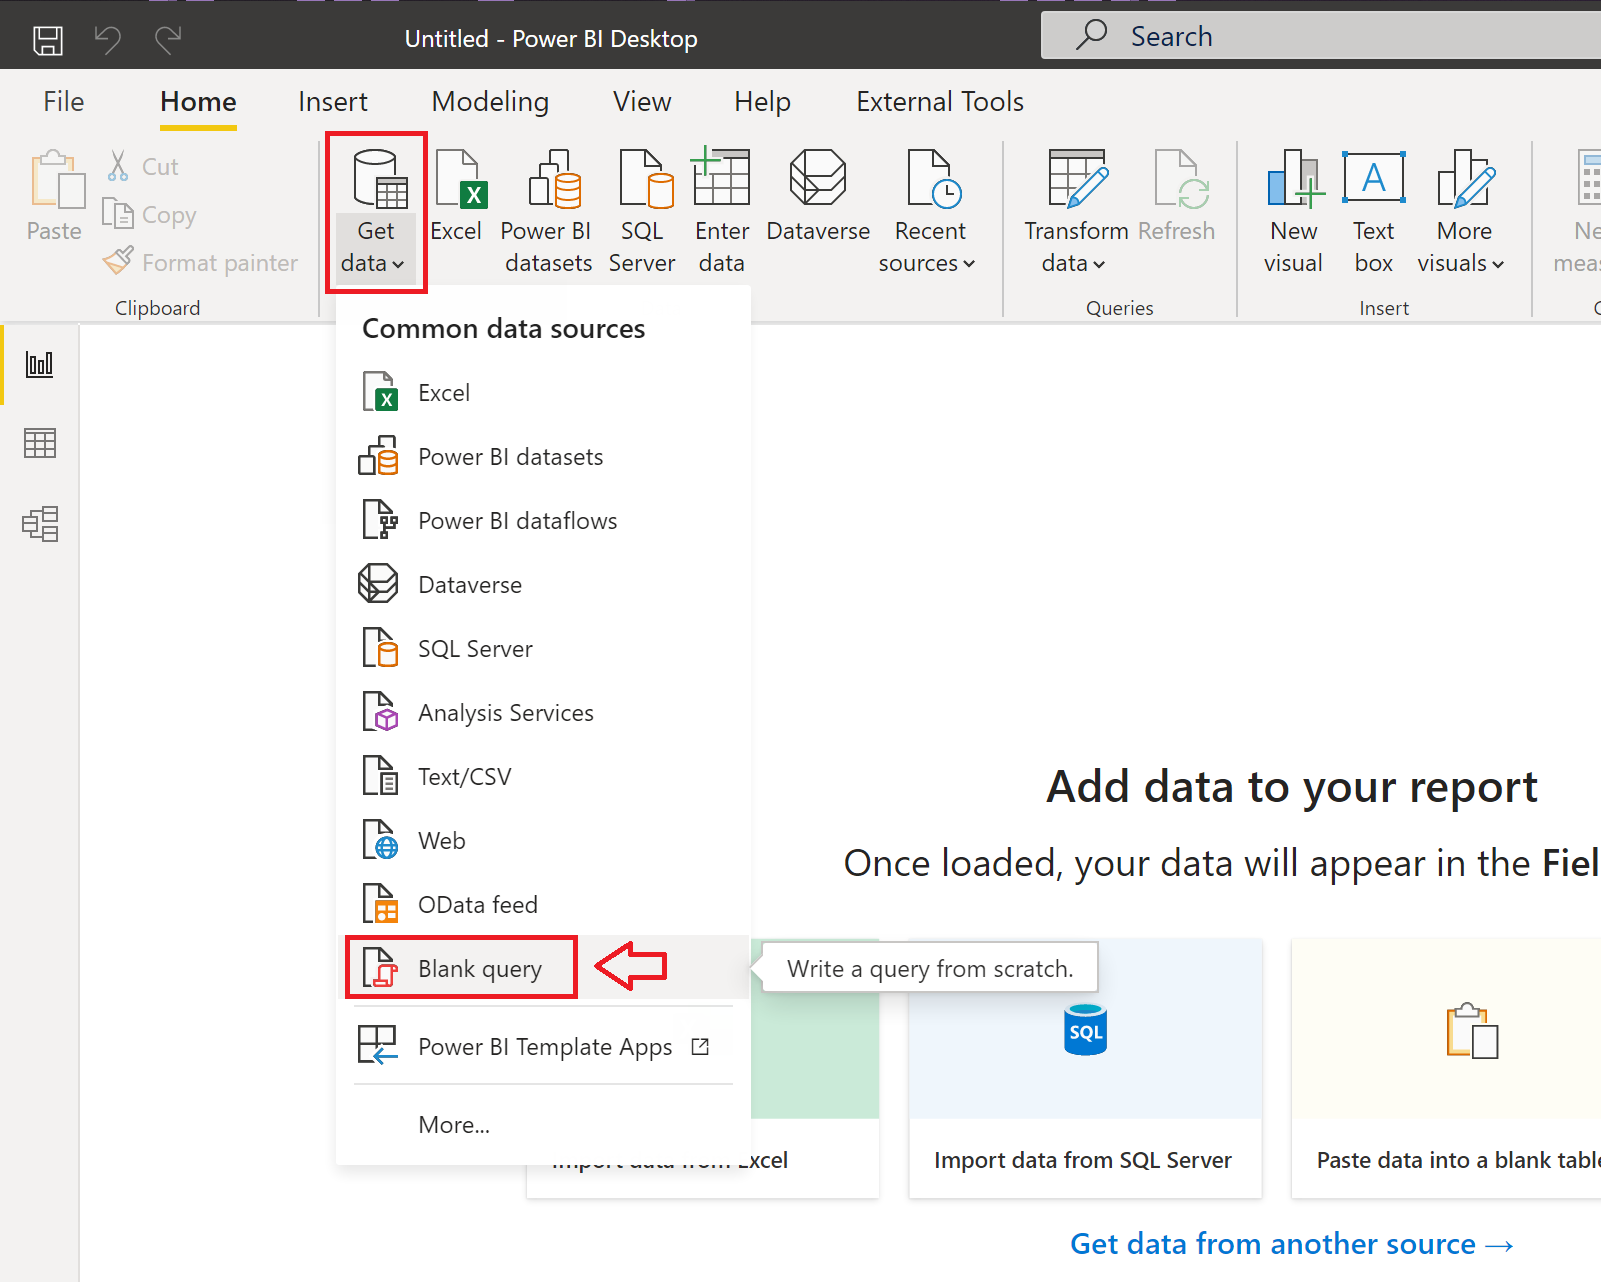 Untitled - Power BI Desktop
Search
File
Home
Insert
Modeling
View
Help
External Tools
Paste
Cut
Copy
Format painter
Clipboard
Get
data
Excel
Power BI
datasets
SQL
Server
Enter
data
Dataverse
Recent
sources
Transform
data
Refresh
Queries
New
visual
Text
box
More
visuals
Insert
Ne
meas
Common data sources
Excel
Power BI datasets
Power BI dataflows
Dataverse
SQL Server
Analysis Services
Text/CSV
Web
OData feed
Blank query
Write a query from scratch.
Power BI Template Apps
More...
Add data to your report
Once loaded, your data will appear in the Fiel
SQL
Import data from Excel
Import data from SQL Server
Paste data into a blank table
Get data from another source →